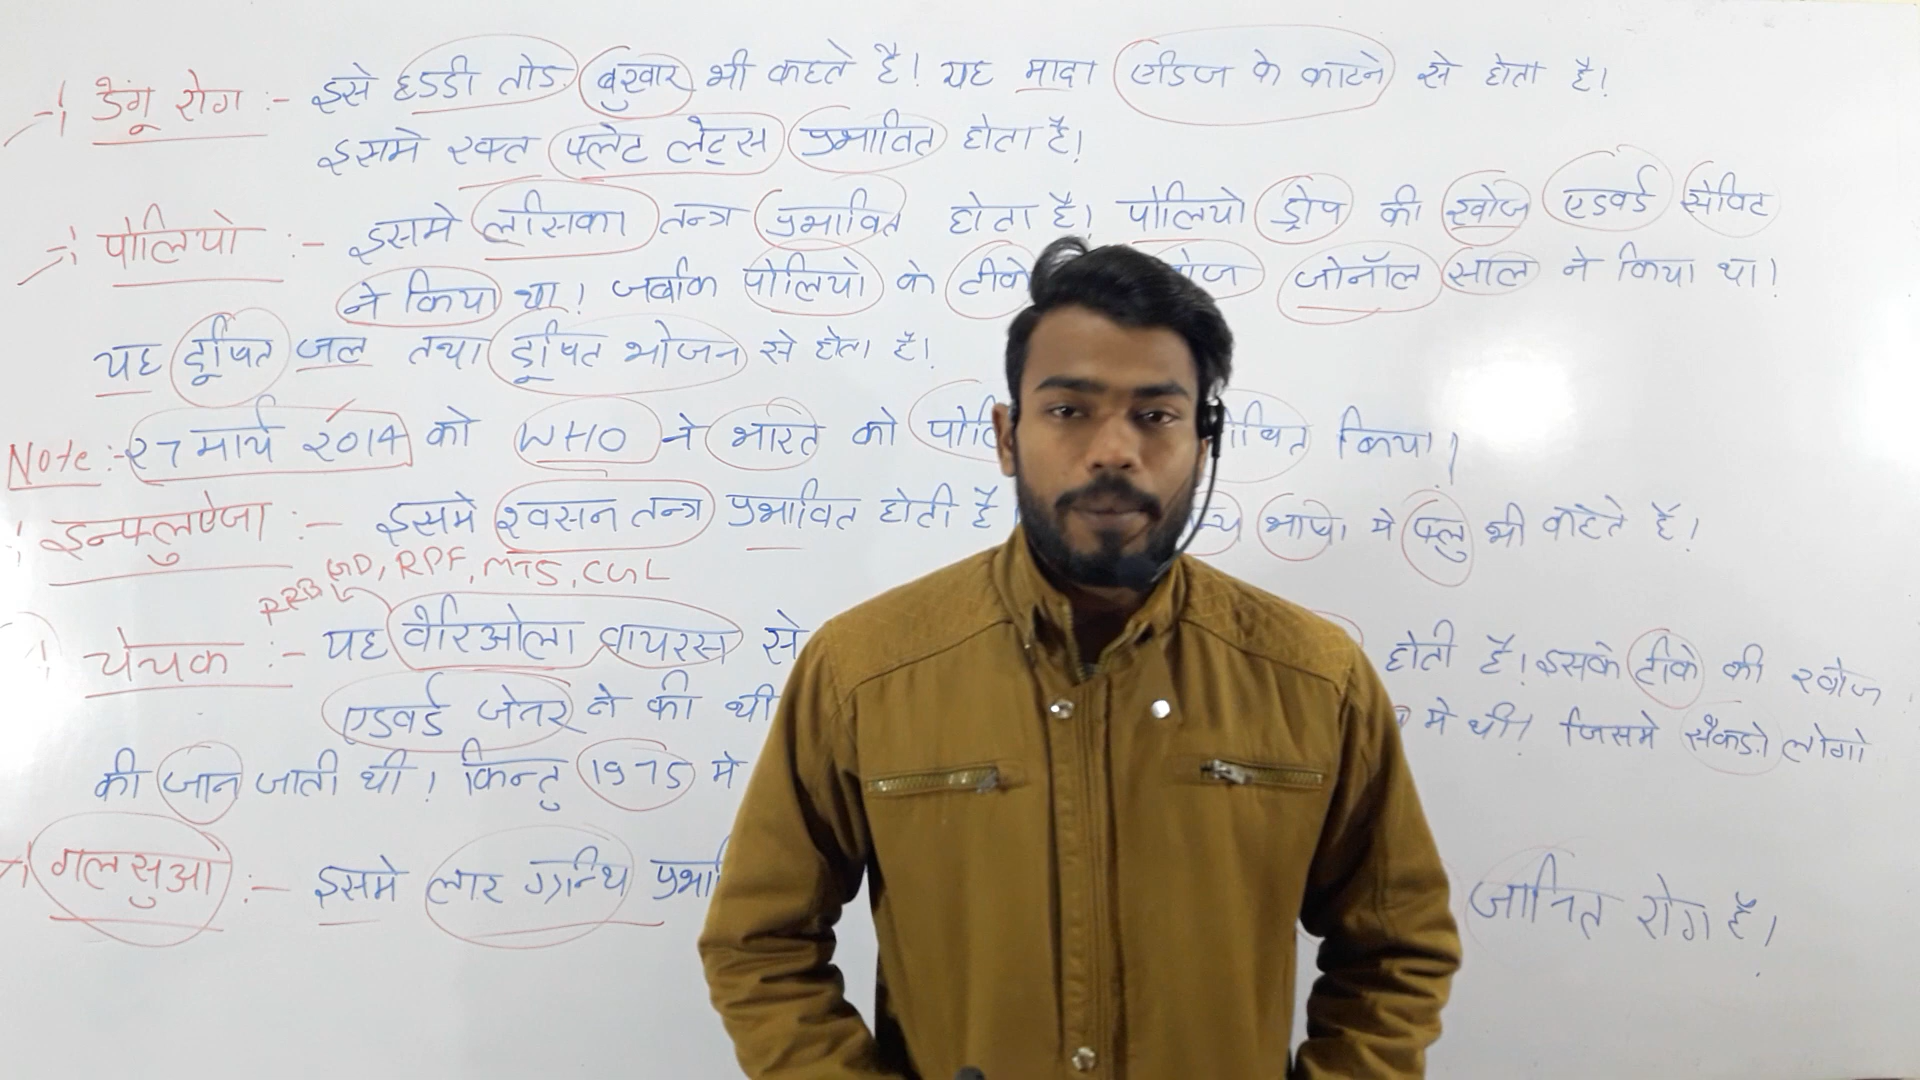 डेंगू रोग :- इसे हड्डी तोड़ बुखार भी कहते है। यह मादा एडिज के काटने से होता है।
इसमे रक्त प्लेट लेट्स प्रभावित होता है।
पोलियो :- इसमे लसिका तन्त्र प्रभावित होता है। पोलियो ड्रोप की खोज एडवर्ड सेविट
ने किया था। जबकि पोलियो के जोनॉल साल ने किया था।
यह दूषित जल तथा दूषित भोजन से होता है।
Note :- 27 मार्च 2014 को WHO ने भारत को किया।
इन्फ्लुऐंजा :- इसमे श्वसन तन्त्र प्रभावित होती है भाषा मे फ्लु भी कहते है।
RRB GD, RPF, MTS, CGL
चेचक :- यह वैरिओला वायरस से होती है। इसके टीके की खोज
एडवर्ड जेनर ने की थी मे थी। जिसमे सैकड़ो लोगो
की जान जाती थी। किन्तु 1975 मे
गलसुआ :- इसमे लार ग्रन्थि जनित रोग है।